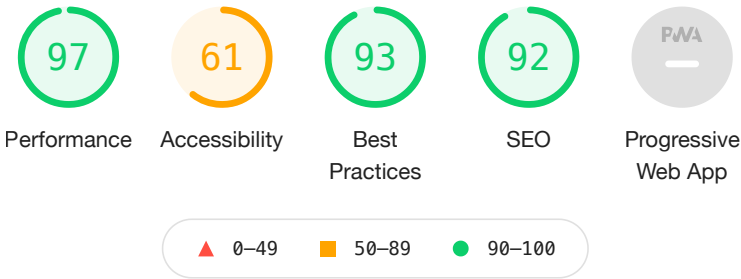 97 61 93 92 PWA
Performance Accessibility Best Practices SEO Progressive Web App
0–49 50–89 90–100